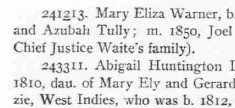 241213. Mary Eliza Warner, b.
and Azubah Tully; m. 1850, Joel
Chief Justice Waite's family).
243311. Abigail Huntington
1810, dau. of Mary Ely and Gerard
zie, West Indies, who was b. 1812,